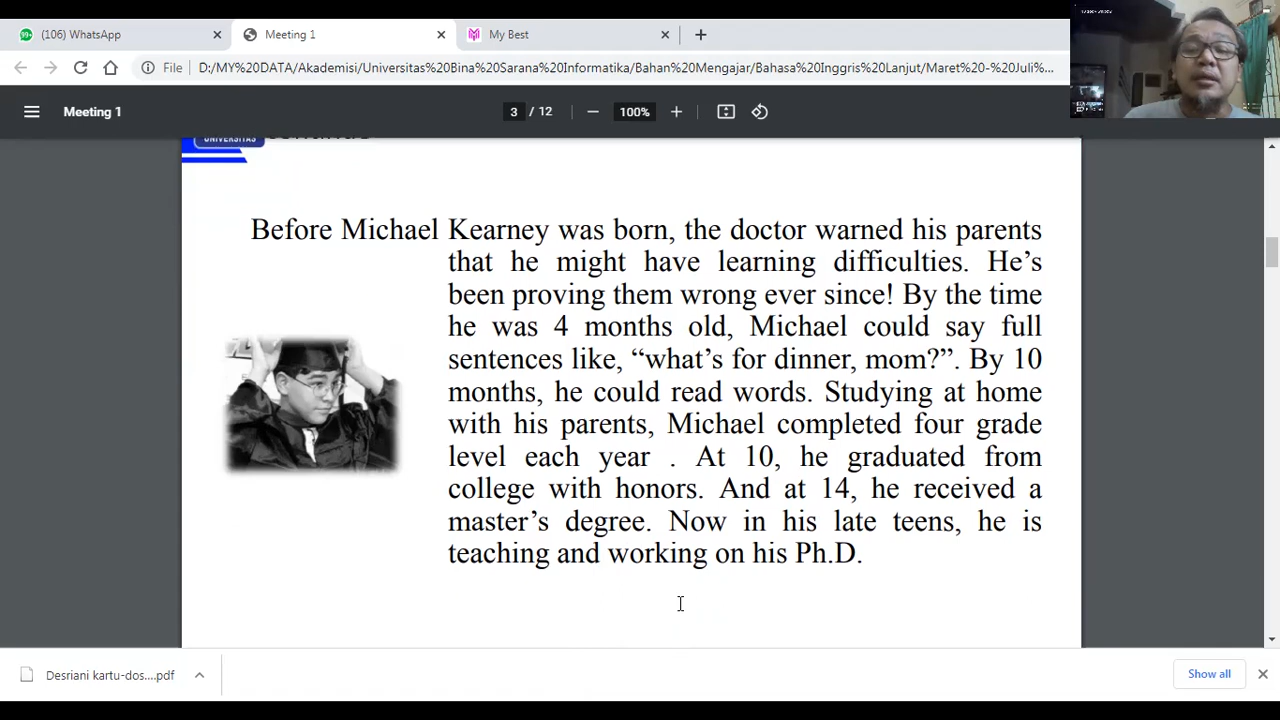 (106) WhatsApp
Meeting 1
My Best
File D:/MY%20DATA/Akademisi/Universitas%20Bina%20Sarana%20Informatika/Bahan%20Mengajar/Bahasa%20Inggris%20Lanjut/Maret%20-%20Juli%...
Meeting 1
3 / 12
100%
UNIVERSITAS
Before Michael Kearney was born, the doctor warned his parents
that he might have learning difficulties. He's
been proving them wrong ever since! By the time
he was 4 months old, Michael could say full
sentences like, “what’s for dinner, mom?”. By 10
months, he could read words. Studying at home
with his parents, Michael completed four grade
level each year . At 10, he graduated from
college with honors. And at 14, he received a
master’s degree. Now in his late teens, he is
teaching and working on his Ph.D.
Desriani kartu-dos....pdf
Show all